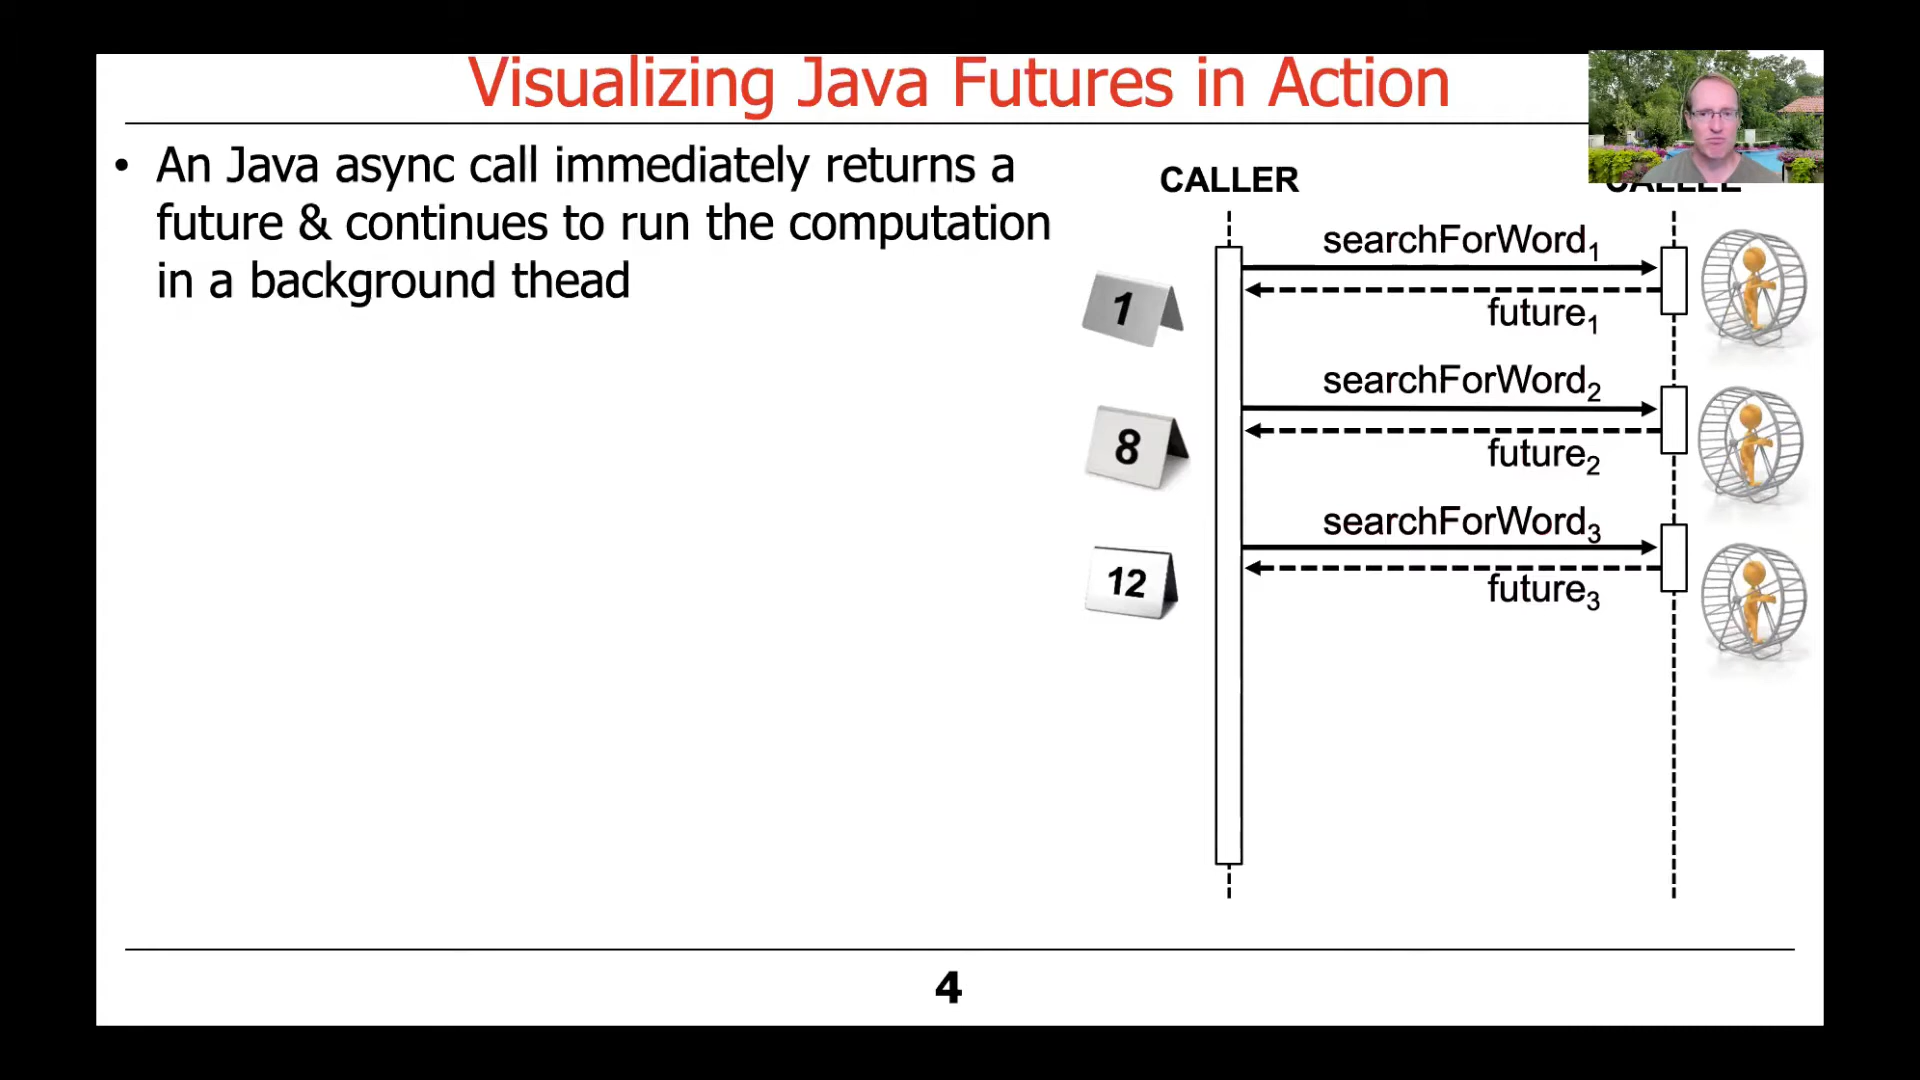 Visualizing Java Futures in Action
• An Java async call immediately returns a
future & continues to run the computation
in a background thead
CALLER
searchForWord1
future1
1
searchForWord2
future2
8
searchForWord3
future3
12
4